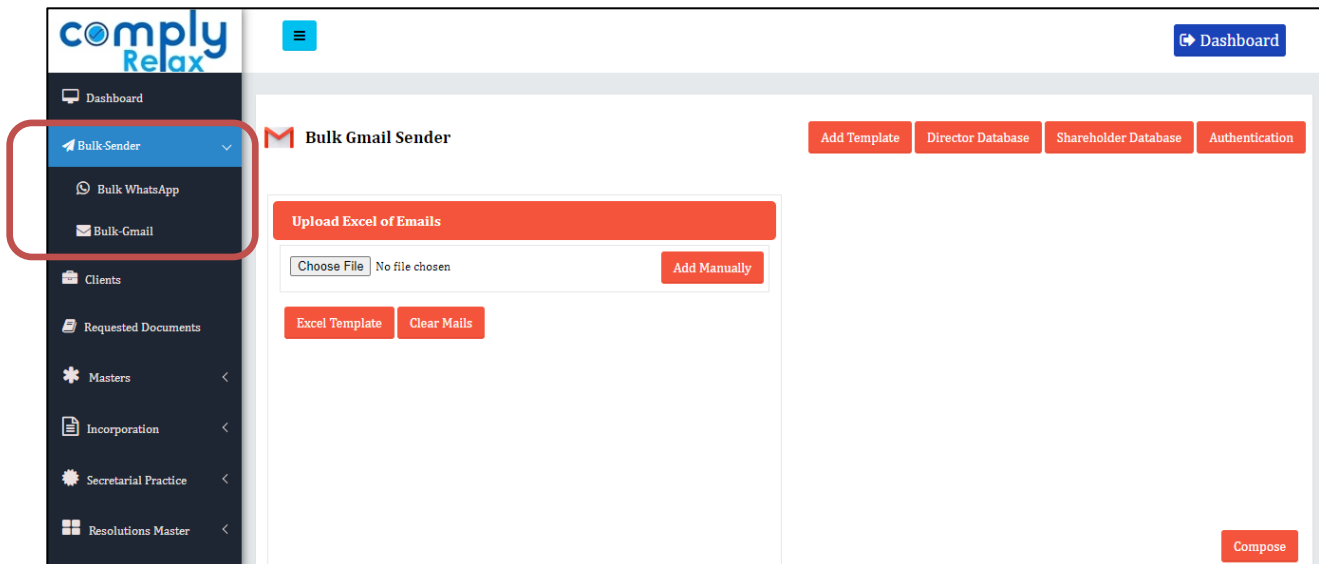 comply
Relax
Dashboard
Dashboard
Bulk-Sender
Bulk WhatsApp
Bulk-Gmail
Clients
Requested Documents
Masters
Incorporation
Secretarial Practice
Resolutions Master
Bulk Gmail Sender
Add Template Director Database Shareholder Database Authentication
Upload Excel of Emails
Choose File No file chosen Add Manually
Excel Template Clear Mails
Compose